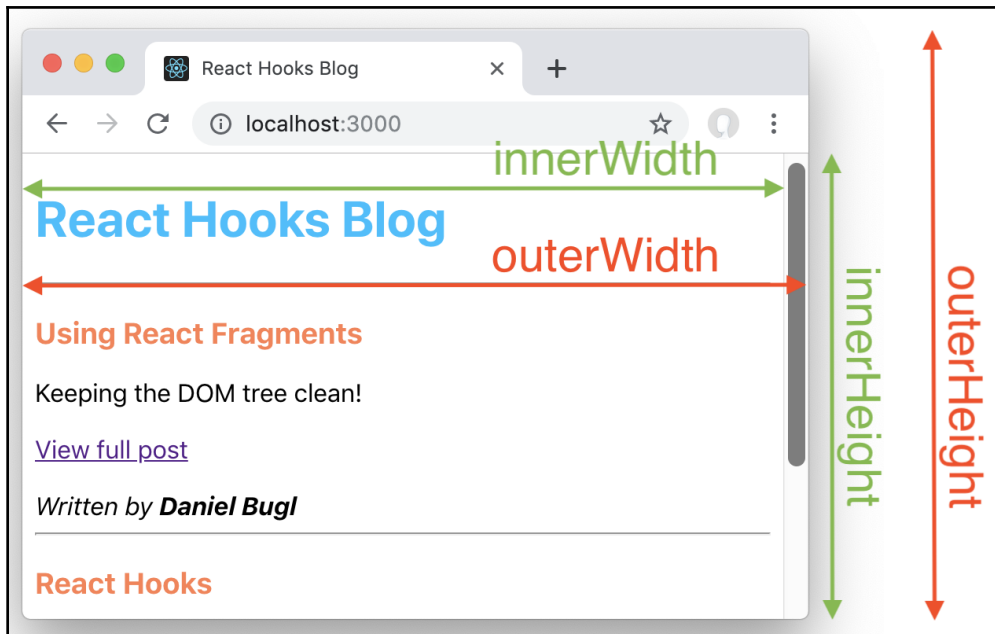 React Hooks Blog
localhost:3000
innerWidth
React Hooks Blog
outerWidth
Using React Fragments
Keeping the DOM tree clean!
View full post
Written by Daniel Bugl
React Hooks
innerHeight
outerHeight